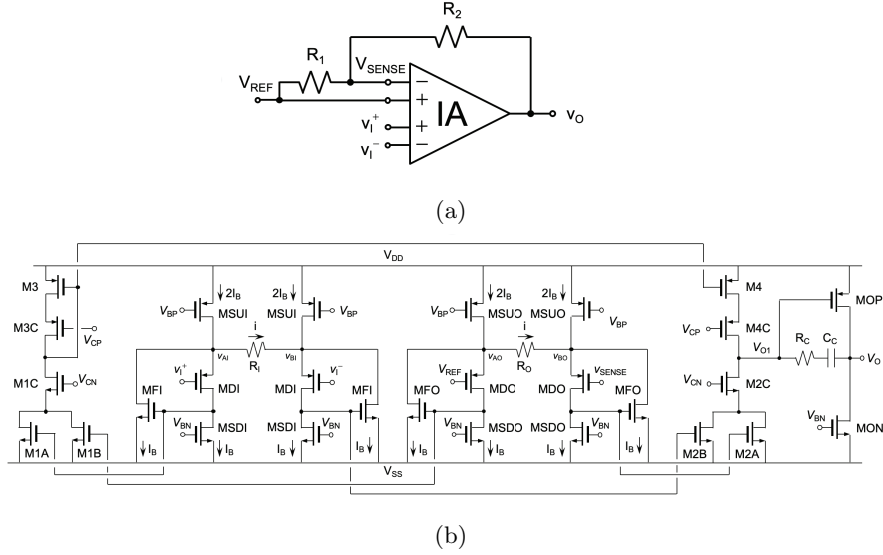 R2
R1
VSENSE
VREF
−
+
IA
vI+
+
vI−
−
vO
(a)
VDD
M3
2IB
2IB
2IB
2IB
M4
MOP
VBP
MSUI
MSUI
VBP
VBP
MSUO
MSUO
VBP
M3C
VCP
i
i
VCP
M4C
VO1
RC
CC
VO
vAI
RI
vBI
vAO
RO
vBO
M1C
VCN
vI+
MDI
MDI
vI−
VREF
MDO
MDO
vSENSE
VCN
M2C
MFI
MFI
MFO
MFO
VBN
VBN
VBN
VBN
VBN
MSDI
MSDI
MSDO
MSDO
MON
M1A
M1B
IB
IB
IB
IB
IB
IB
IB
IB
M2B
M2A
VSS
(b)